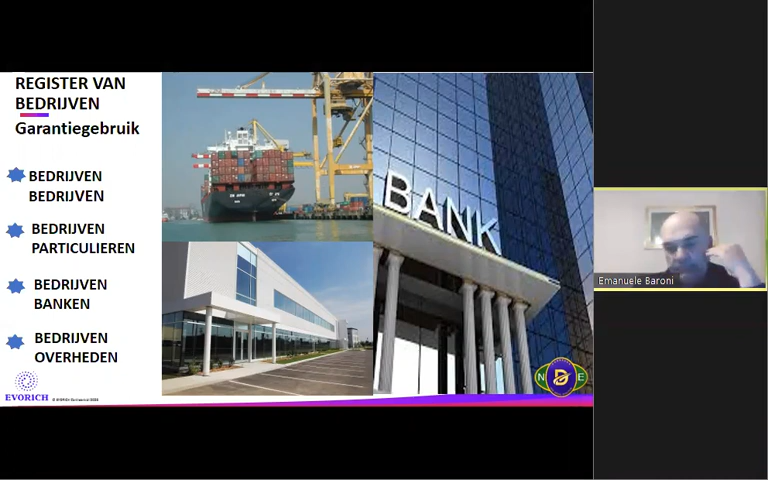 REGISTER VAN
BEDRIJVEN
Garantiegebruik
BEDRIJVEN
BEDRIJVEN
BEDRIJVEN
PARTICULIEREN
BEDRIJVEN
BANKEN
BEDRIJVEN
OVERHEDEN
EVORICH
BANK
N D E
Emanuele Baroni